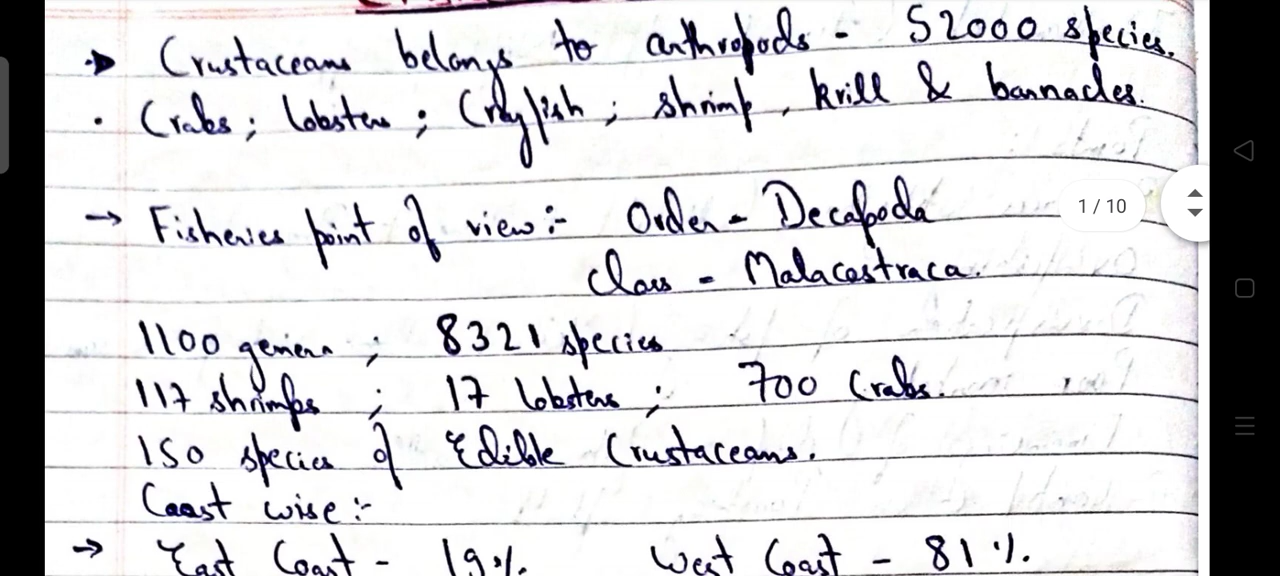 → Crustaceans belongs to arthropods - 52000 species.
· Crabs; lobsters; Crayfish; shrimp, krill & barnacles.
→ Fisheries point of view:- Order - Decapoda
1 / 10
Class - Malacostraca.
1100 genera; 8321 species
117 shrimps; 17 lobsters; 700 Crabs.
150 species of Edible Crustaceans.
Coast wise:-
→ East Coast - 19% West Coast - 81%.